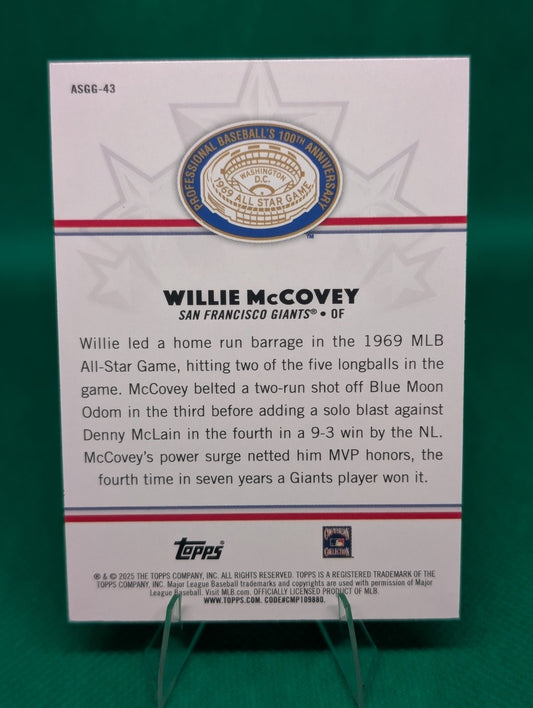 ASGG-43
PROFESSIONAL BASEBALL'S 100TH ANNIVERSARY
WASHINGTON
D.C.
1969 ALL STAR GAME
TM
WILLIE McCOVEY
SAN FRANCISCO GIANTS® • OF
Willie led a home run barrage in the 1969 MLB
All-Star Game, hitting two of the five longballs in the
game. McCovey belted a two-run shot off Blue Moon
Odom in the third before adding a solo blast against
Denny McLain in the fourth in a 9-3 win by the NL.
McCovey's power surge netted him MVP honors, the
fourth time in seven years a Giants player won it.
topps
COOPERSTOWN
COLLECTION
® & © 2025 THE TOPPS COMPANY, INC. ALL RIGHTS RESERVED. TOPPS IS A REGISTERED TRADEMARK OF THE
TOPPS COMPANY, INC. Major League Baseball trademarks and copyrights are used with permission of Major
League Baseball. Visit MLB.com. OFFICIALLY LICENSED PRODUCT OF MLB.
WWW.TOPPS.COM. CODE#CMP109880.